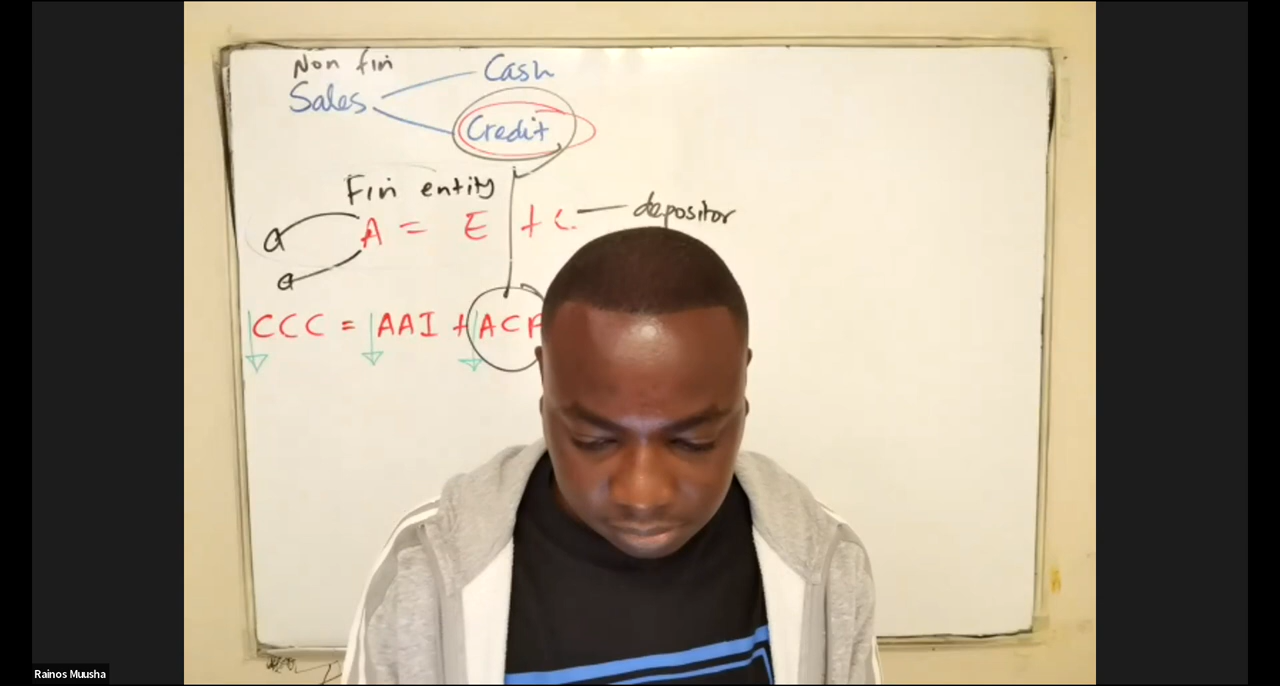 Non fin
Sales
Cash
Credit
Fin entity
A = E + L
depositor
CCC = AAI + ACP
Rainos Muusha